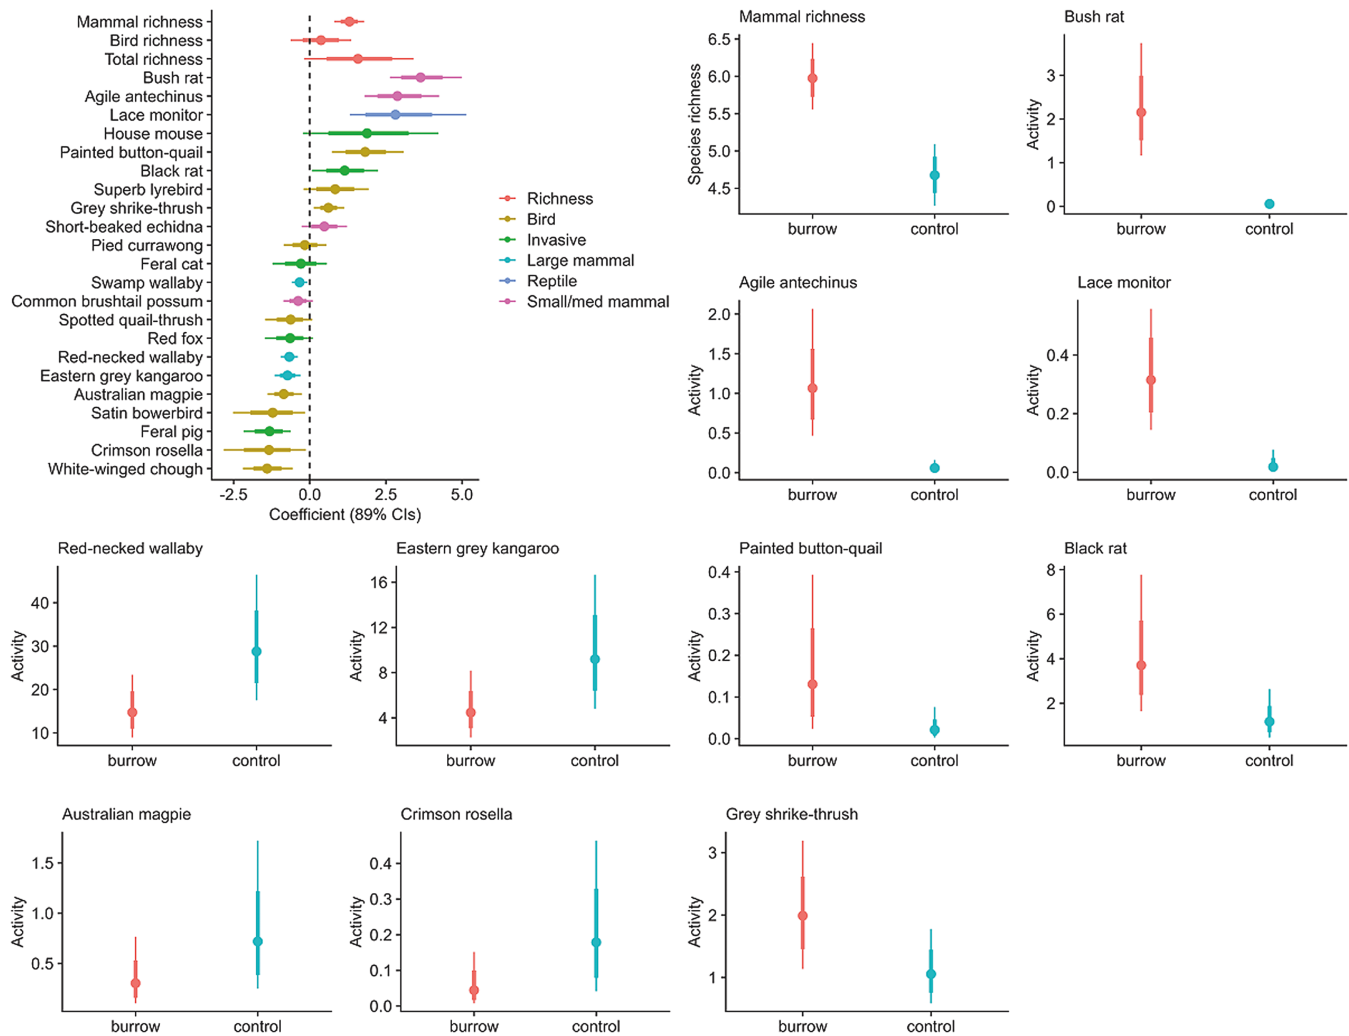 Mammal richness
Bird richness
Total richness
Bush rat
Agile antechinus
Lace monitor
House mouse
Painted button-quail
Black rat
Superb lyrebird
Grey shrike-thrush
Short-beaked echidna
Pied currawong
Feral cat
Swamp wallaby
Common brushtail possum
Spotted quail-thrush
Red fox
Red-necked wallaby
Eastern grey kangaroo
Australian magpie
Satin bowerbird
Feral pig
Crimson rosella
White-winged chough
-2.5 0.0 2.5 5.0
Coefficient (89% CIs)
Richness
Bird
Invasive
Large mammal
Reptile
Small/med mammal
Mammal richness
Species richness
6.5
6.0
5.5
5.0
4.5
burrow control
Bush rat
Activity
3
2
1
0
burrow control
Agile antechinus
Activity
2.0
1.5
1.0
0.5
0.0
burrow control
Lace monitor
Activity
0.4
0.2
0.0
burrow control
Red-necked wallaby
Activity
40
30
20
10
burrow control
Eastern grey kangaroo
Activity
16
12
8
4
burrow control
Painted button-quail
Activity
0.4
0.3
0.2
0.1
0.0
burrow control
Black rat
Activity
8
6
4
2
burrow control
Australian magpie
Activity
1.5
1.0
0.5
burrow control
Crimson rosella
Activity
0.4
0.3
0.2
0.1
0.0
burrow control
Grey shrike-thrush
Activity
3
2
1
burrow control